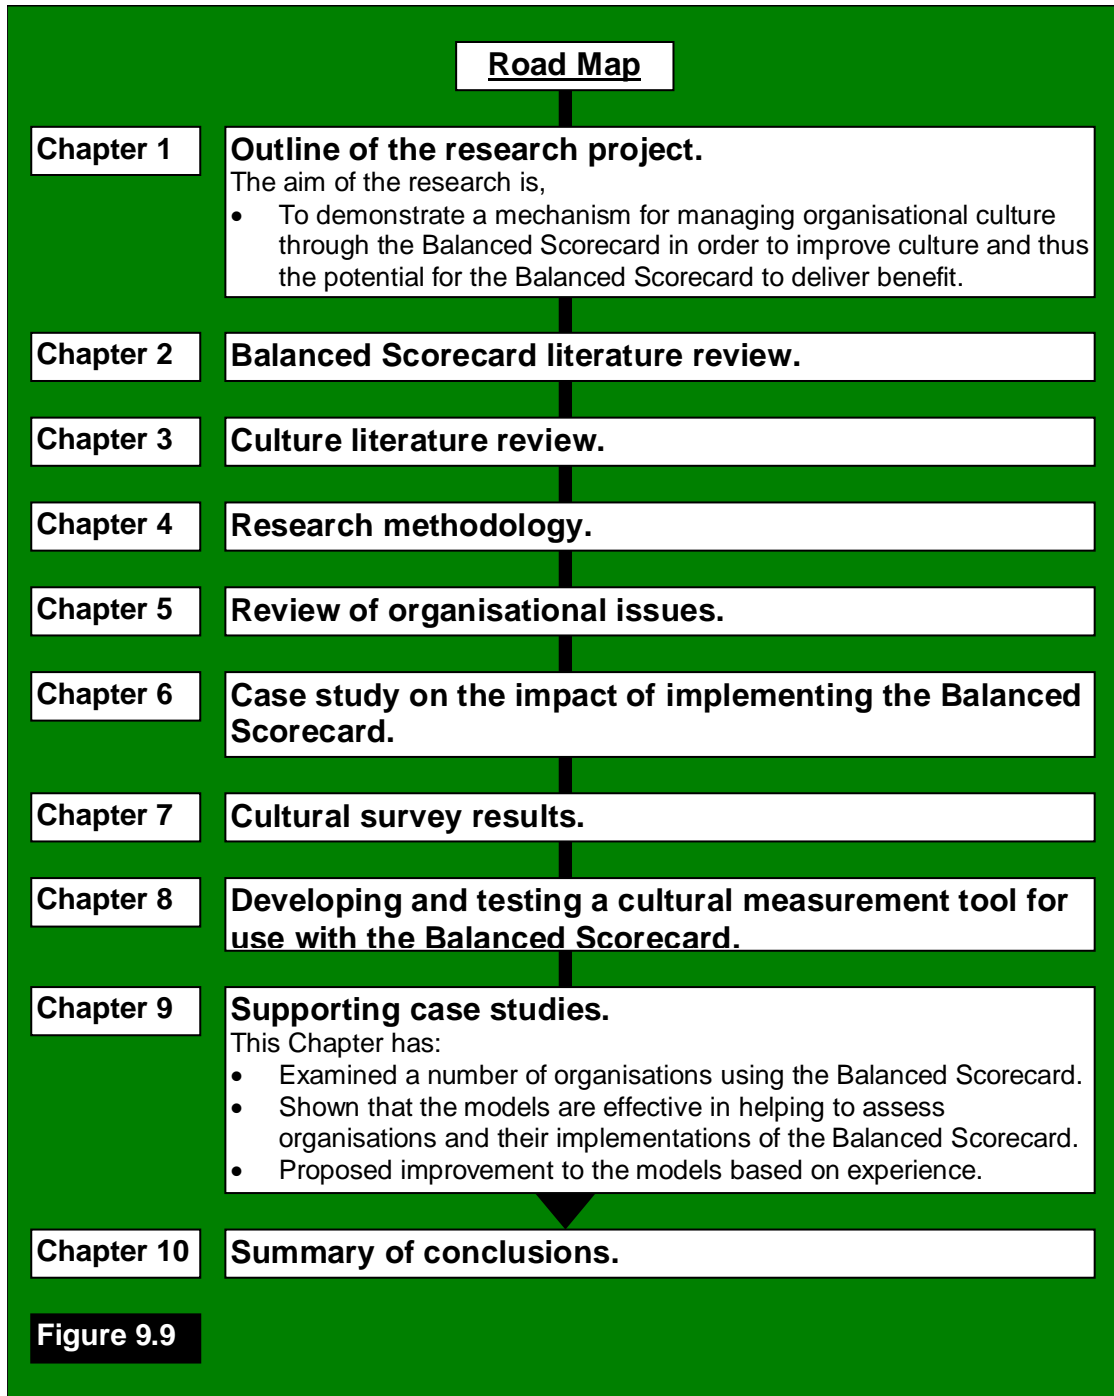 Road Map
Chapter 1
Outline of the research project.
The aim of the research is,
• To demonstrate a mechanism for managing organisational culture
through the Balanced Scorecard in order to improve culture and thus
the potential for the Balanced Scorecard to deliver benefit.
Chapter 2
Balanced Scorecard literature review.
Chapter 3
Culture literature review.
Chapter 4
Research methodology.
Chapter 5
Review of organisational issues.
Chapter 6
Case study on the impact of implementing the Balanced
Scorecard.
Chapter 7
Cultural survey results.
Chapter 8
Developing and testing a cultural measurement tool for
use with the Balanced Scorecard.
Chapter 9
Supporting case studies.
This Chapter has:
• Examined a number of organisations using the Balanced Scorecard.
• Shown that the models are effective in helping to assess
organisations and their implementations of the Balanced Scorecard.
• Proposed improvement to the models based on experience.
Chapter 10
Summary of conclusions.
Figure 9.9